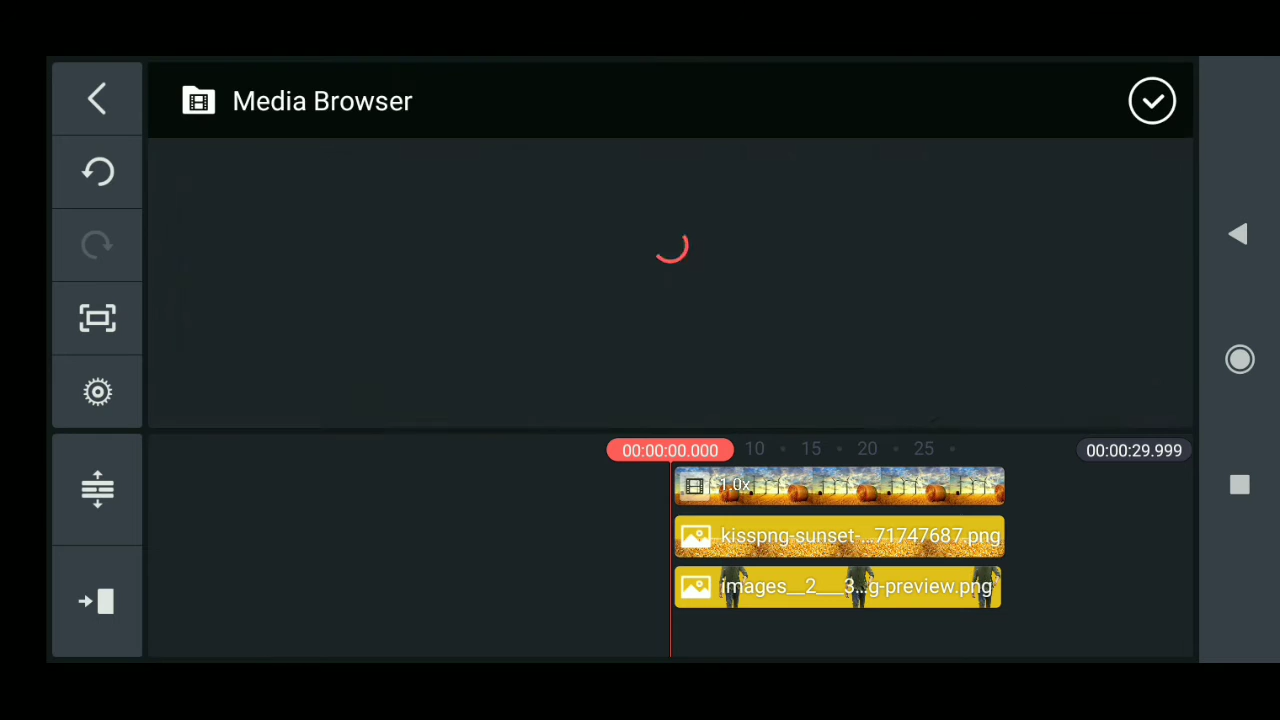 Media Browser
00:00:00.000 10 15 20 25 00:00:29.999
1.0x
kisspng-sunset-...71747687.png
images__2___3...g-preview.png